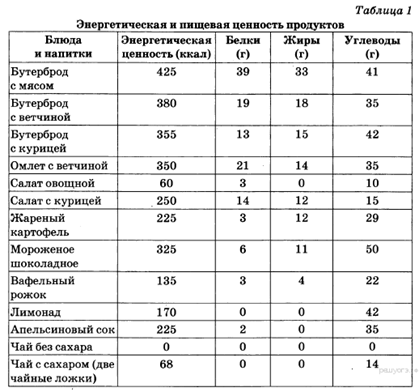 Таблица 1
Энергетическая и пищевая ценность продуктов
Блюда и напитки Энергетическая ценность (ккал) Белки (г) Жиры (г) Углеводы (г)
Бутерброд с мясом 425 39 33 41
Бутерброд с ветчиной 380 19 18 35
Бутерброд с курицей 355 13 15 42
Омлет с ветчиной 350 21 14 35
Салат овощной 60 3 0 10
Салат с курицей 250 14 12 15
Жареный картофель 225 3 12 29
Мороженое шоколадное 325 6 11 50
Вафельный рожок 135 3 4 22
Лимонад 170 0 0 42
Апельсиновый сок 225 2 0 35
Чай без сахара 0 0 0 0
Чай с сахаром (две чайные ложки) 68 0 0 14